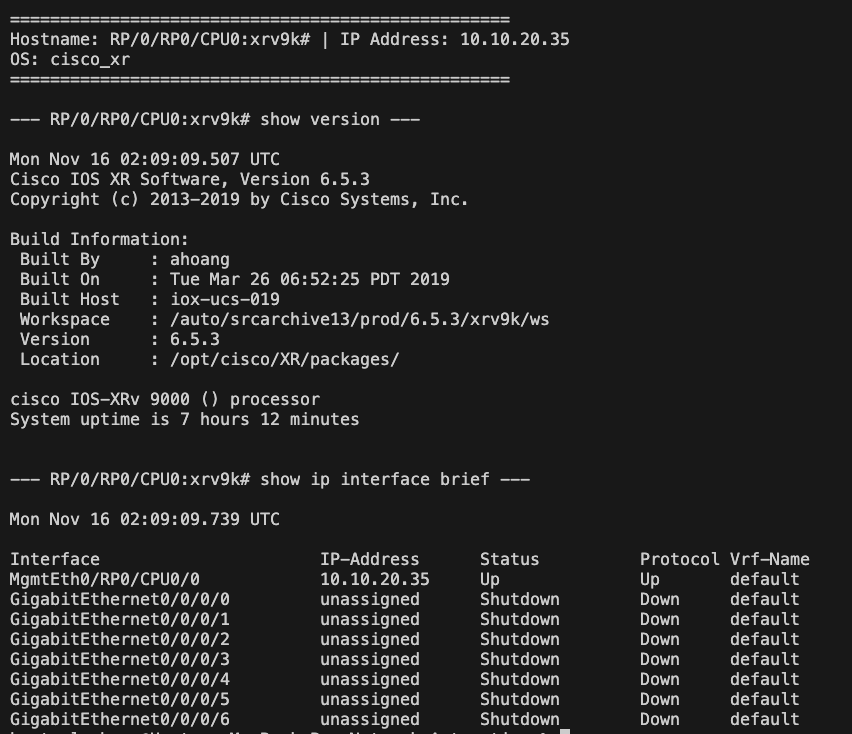 ==================================================
Hostname: RP/0/RP0/CPU0:xrv9k# | IP Address: 10.10.20.35
OS: cisco_xr
==================================================
--- RP/0/RP0/CPU0:xrv9k# show version ---
Mon Nov 16 02:09:09.507 UTC
Cisco IOS XR Software, Version 6.5.3
Copyright (c) 2013-2019 by Cisco Systems, Inc.
Build Information:
 Built By     : ahoang
 Built On     : Tue Mar 26 06:52:25 PDT 2019
 Built Host   : iox-ucs-019
 Workspace    : /auto/srcarchive13/prod/6.5.3/xrv9k/ws
 Version      : 6.5.3
 Location     : /opt/cisco/XR/packages/
cisco IOS-XRv 9000 () processor
System uptime is 7 hours 12 minutes
--- RP/0/RP0/CPU0:xrv9k# show ip interface brief ---
Mon Nov 16 02:09:09.739 UTC
Interface                      IP-Address      Status          Protocol Vrf-Name
MgmtEth0/RP0/CPU0/0            10.10.20.35     Up              Up       default
GigabitEthernet0/0/0/0         unassigned      Shutdown        Down     default
GigabitEthernet0/0/0/1         unassigned      Shutdown        Down     default
GigabitEthernet0/0/0/2         unassigned      Shutdown        Down     default
GigabitEthernet0/0/0/3         unassigned      Shutdown        Down     default
GigabitEthernet0/0/0/4         unassigned      Shutdown        Down     default
GigabitEthernet0/0/0/5         unassigned      Shutdown        Down     default
GigabitEthernet0/0/0/6         unassigned      Shutdown        Down     default